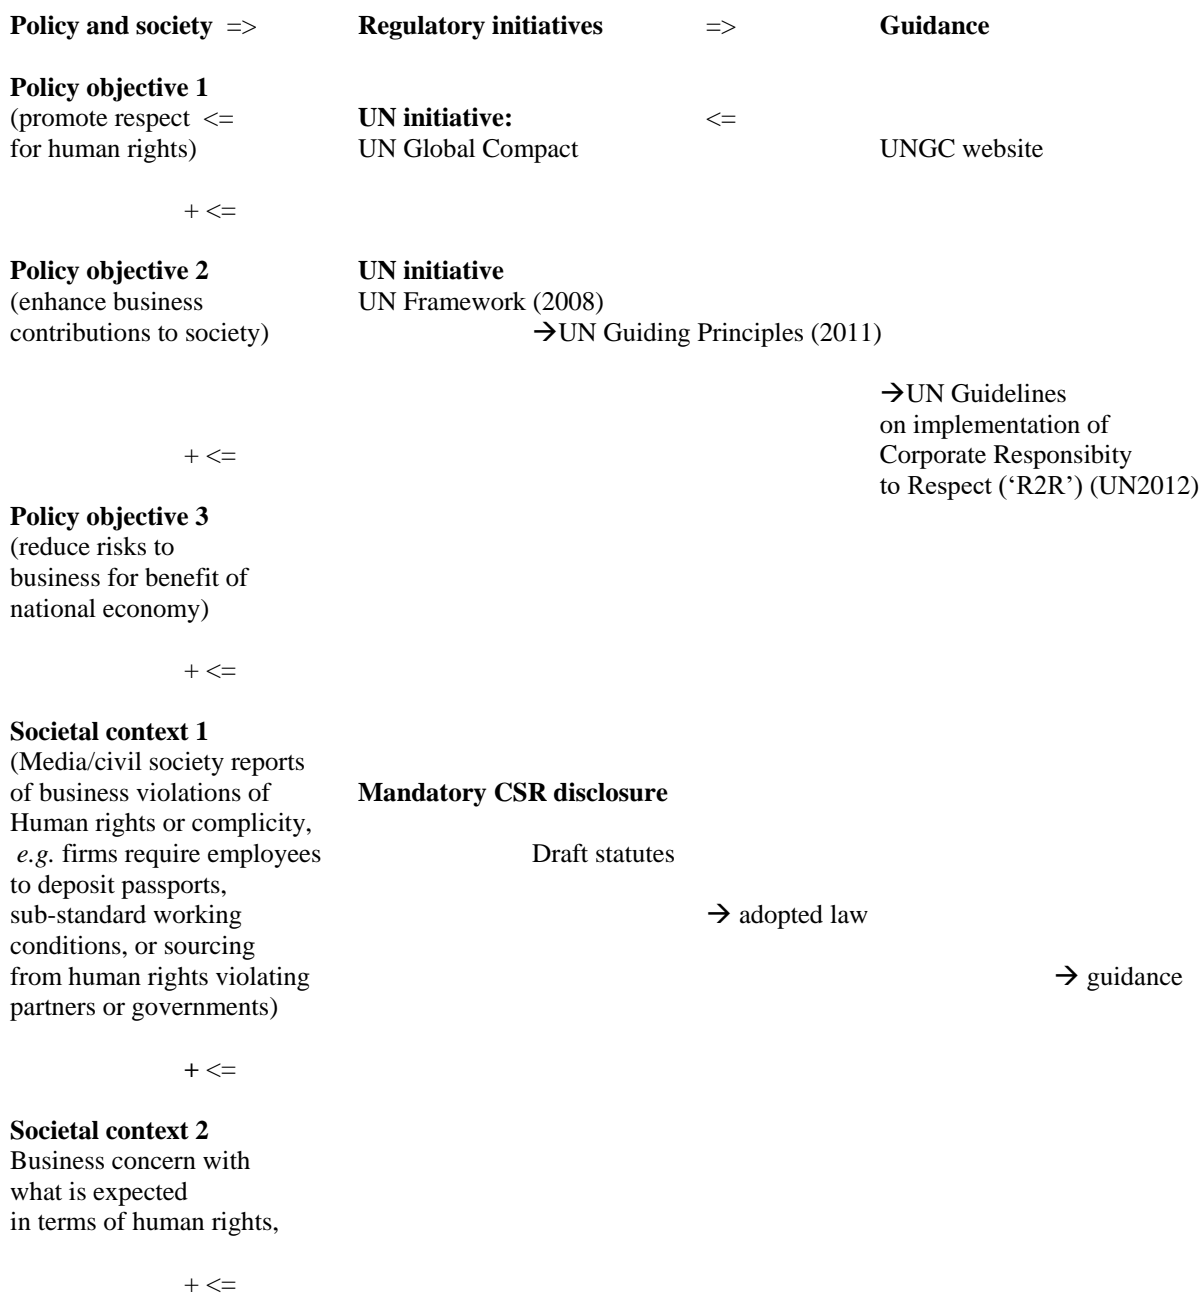 Policy and society => Regulatory initiatives => Guidance
Policy objective 1
(promote respect <= UN initiative: <=
for human rights) UN Global Compact UNGC website
+ <=
Policy objective 2 UN initiative
(enhance business UN Framework (2008)
contributions to society) →UN Guiding Principles (2011)
→UN Guidelines
on implementation of
+ <= Corporate Responsibity
to Respect (‘R2R’) (UN2012)
Policy objective 3
(reduce risks to
business for benefit of
national economy)
+ <=
Societal context 1
(Media/civil society reports
of business violations of Mandatory CSR disclosure
Human rights or complicity,
e.g. firms require employees Draft statutes
to deposit passports,
sub-standard working → adopted law
conditions, or sourcing
from human rights violating → guidance
partners or governments)
+ <=
Societal context 2
Business concern with
what is expected
in terms of human rights,
+ <=